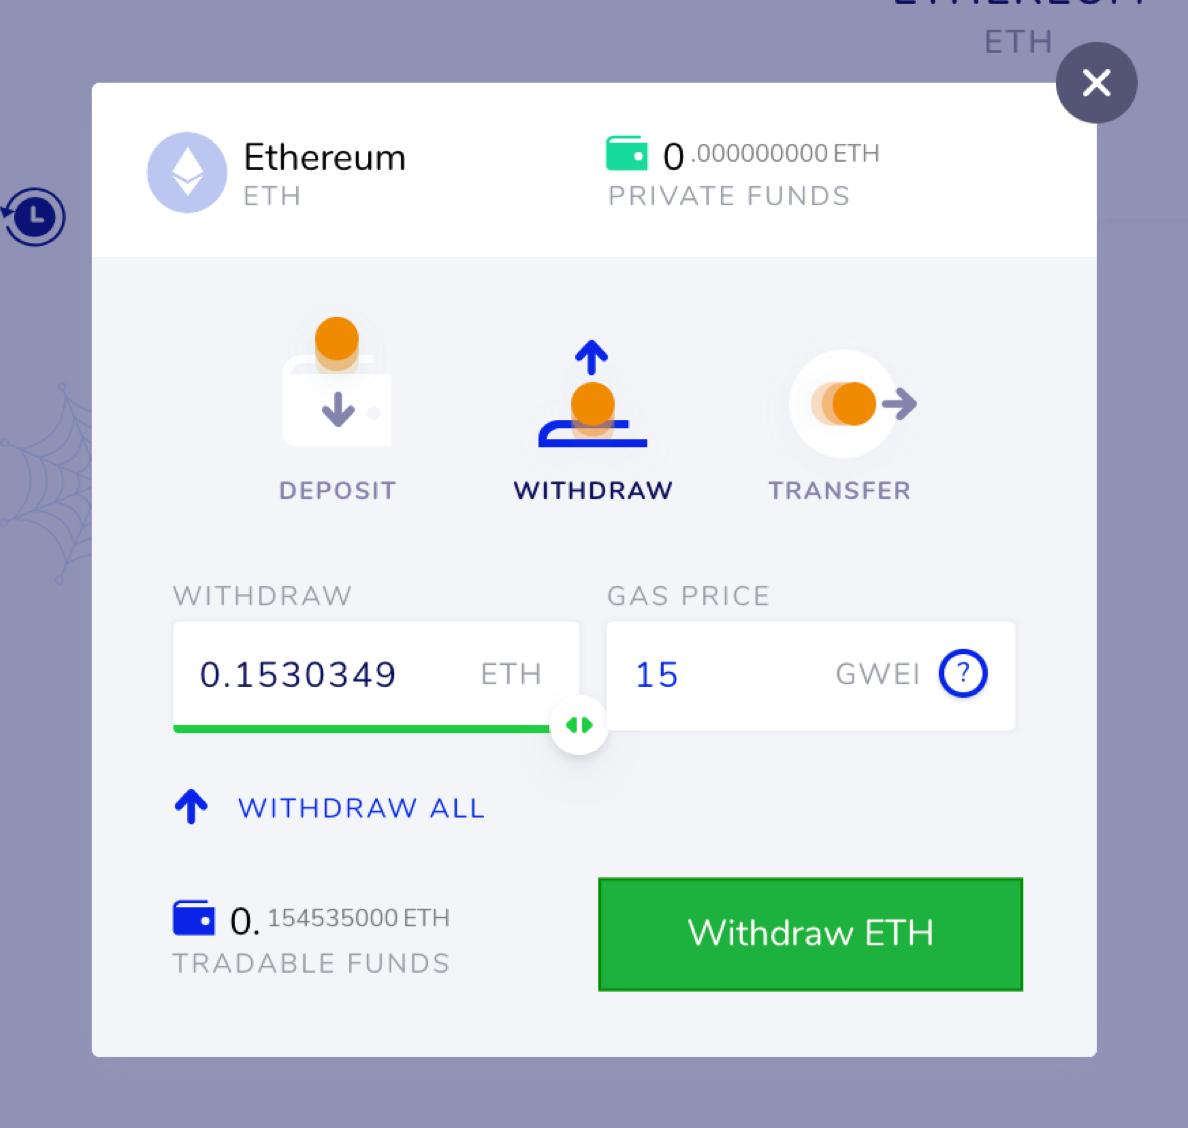 ETHEREUM
ETH
Ethereum
ETH
0.000000000 ETH
PRIVATE FUNDS
DEPOSIT
WITHDRAW
TRANSFER
WITHDRAW
0.1530349 ETH
GAS PRICE
15 GWEI ?
WITHDRAW ALL
0.154535000 ETH
TRADABLE FUNDS
Withdraw ETH